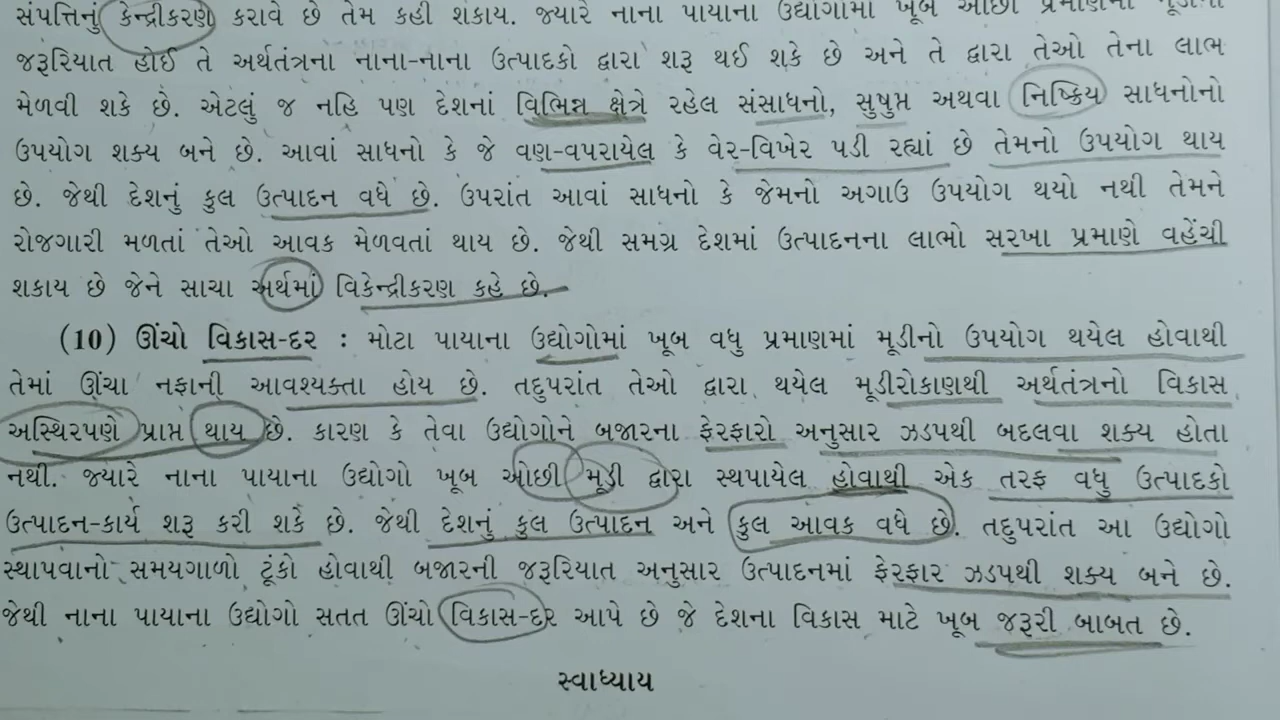 સંપત્તિનું કેન્દ્રીકરણ કરાવે છે તેમ કહી શકાય. જ્યારે નાના પાયાના ઉદ્યોગોમાં ખૂબ ઓછા પ્રમાણમાં મૂડીની
જરૂરિયાત હોઈ તે અર્થતંત્રના નાના-નાના ઉત્પાદકો દ્વારા શરૂ થઈ શકે છે અને તે દ્વારા તેઓ તેના લાભ
મેળવી શકે છે. એટલું જ નહિ પણ દેશનાં વિભિન્ન ક્ષેત્રે રહેલ સંસાધનો, સુષુપ્ત અથવા નિષ્ક્રિય સાધનોનો
ઉપયોગ શક્ય બને છે. આવાં સાધનો કે જે વણ-વપરાયેલ કે વેર-વિખેર પડી રહ્યાં છે તેમનો ઉપયોગ થાય
છે. જેથી દેશનું કુલ ઉત્પાદન વધે છે. ઉપરાંત આવાં સાધનો કે જેમનો અગાઉ ઉપયોગ થયો નથી તેમને
રોજગારી મળતાં તેઓ આવક મેળવતાં થાય છે. જેથી સમગ્ર દેશમાં ઉત્પાદનના લાભો સરખા પ્રમાણે વહેંચી
શકાય છે જેને સાચા અર્થમાં વિકેન્દ્રીકરણ કહે છે.
(10) ઊંચો વિકાસ-દર : મોટા પાયાના ઉદ્યોગોમાં ખૂબ વધુ પ્રમાણમાં મૂડીનો ઉપયોગ થયેલ હોવાથી
તેમાં ઊંચા નફાની આવશ્યક્તા હોય છે. તદુપરાંત તેઓ દ્વારા થયેલ મૂડીરોકાણથી અર્થતંત્રનો વિકાસ
અસ્થિરપણે પ્રાપ્ત થાય છે. કારણ કે તેવા ઉદ્યોગોને બજારના ફેરફારો અનુસાર ઝડપથી બદલવા શક્ય હોતા
નથી. જ્યારે નાના પાયાના ઉદ્યોગો ખૂબ ઓછી મૂડી દ્વારા સ્થપાયેલ હોવાથી એક તરફ વધુ ઉત્પાદકો
ઉત્પાદન-કાર્ય શરૂ કરી શકે છે. જેથી દેશનું કુલ ઉત્પાદન અને કુલ આવક વધે છે. તદુપરાંત આ ઉદ્યોગો
સ્થાપવાનો સમયગાળો ટૂંકો હોવાથી બજારની જરૂરિયાત અનુસાર ઉત્પાદનમાં ફેરફાર ઝડપથી શક્ય બને છે.
જેથી નાના પાયાના ઉદ્યોગો સતત ઊંચો વિકાસ-દર આપે છે જે દેશના વિકાસ માટે ખૂબ જરૂરી બાબત છે.
સ્વાધ્યાય